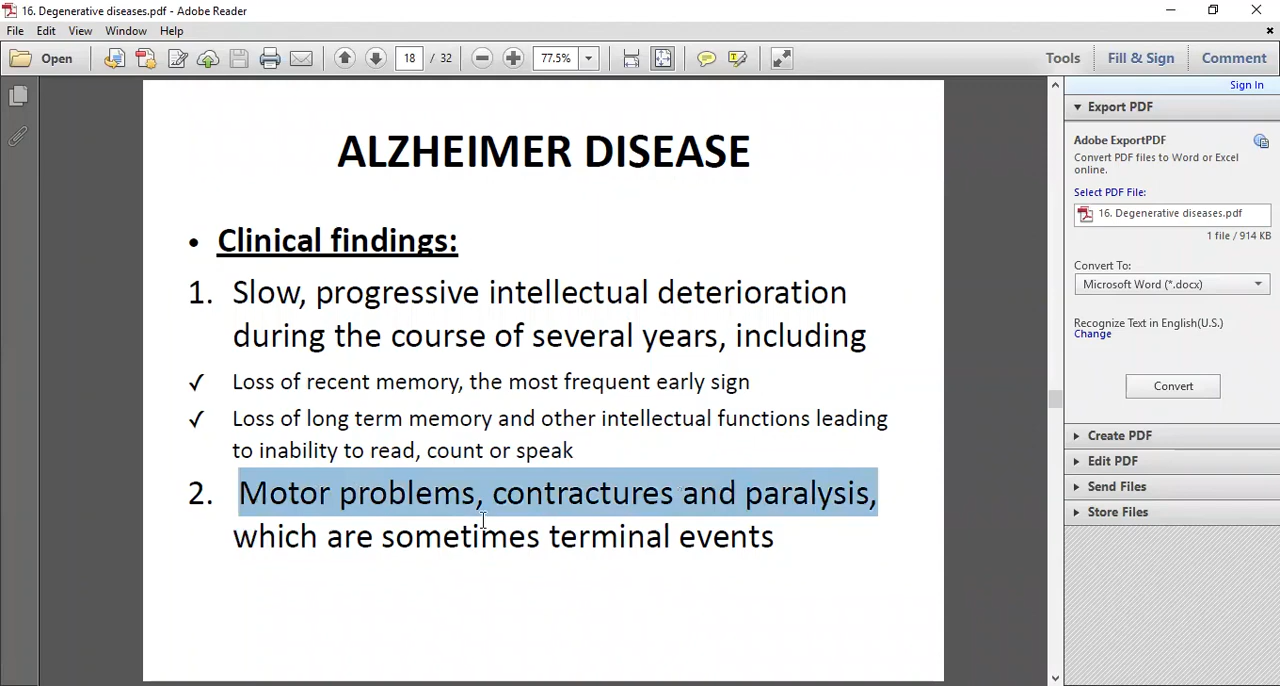 16. Degenerative diseases.pdf - Adobe Reader
File Edit View Window Help
Open 18 / 32 77.5% Tools Fill & Sign Comment
Sign In
Export PDF
Adobe ExportPDF
Convert PDF files to Word or Excel
online.
Select PDF File:
16. Degenerative diseases.pdf
1 file / 914 KB
Convert To:
Microsoft Word (*.docx)
Recognize Text in English(U.S.)
Change
Convert
Create PDF
Edit PDF
Send Files
Store Files
ALZHEIMER DISEASE
• Clinical findings:
1. Slow, progressive intellectual deterioration
during the course of several years, including
✓ Loss of recent memory, the most frequent early sign
✓ Loss of long term memory and other intellectual functions leading
to inability to read, count or speak
2. Motor problems, contractures and paralysis,
which are sometimes terminal events